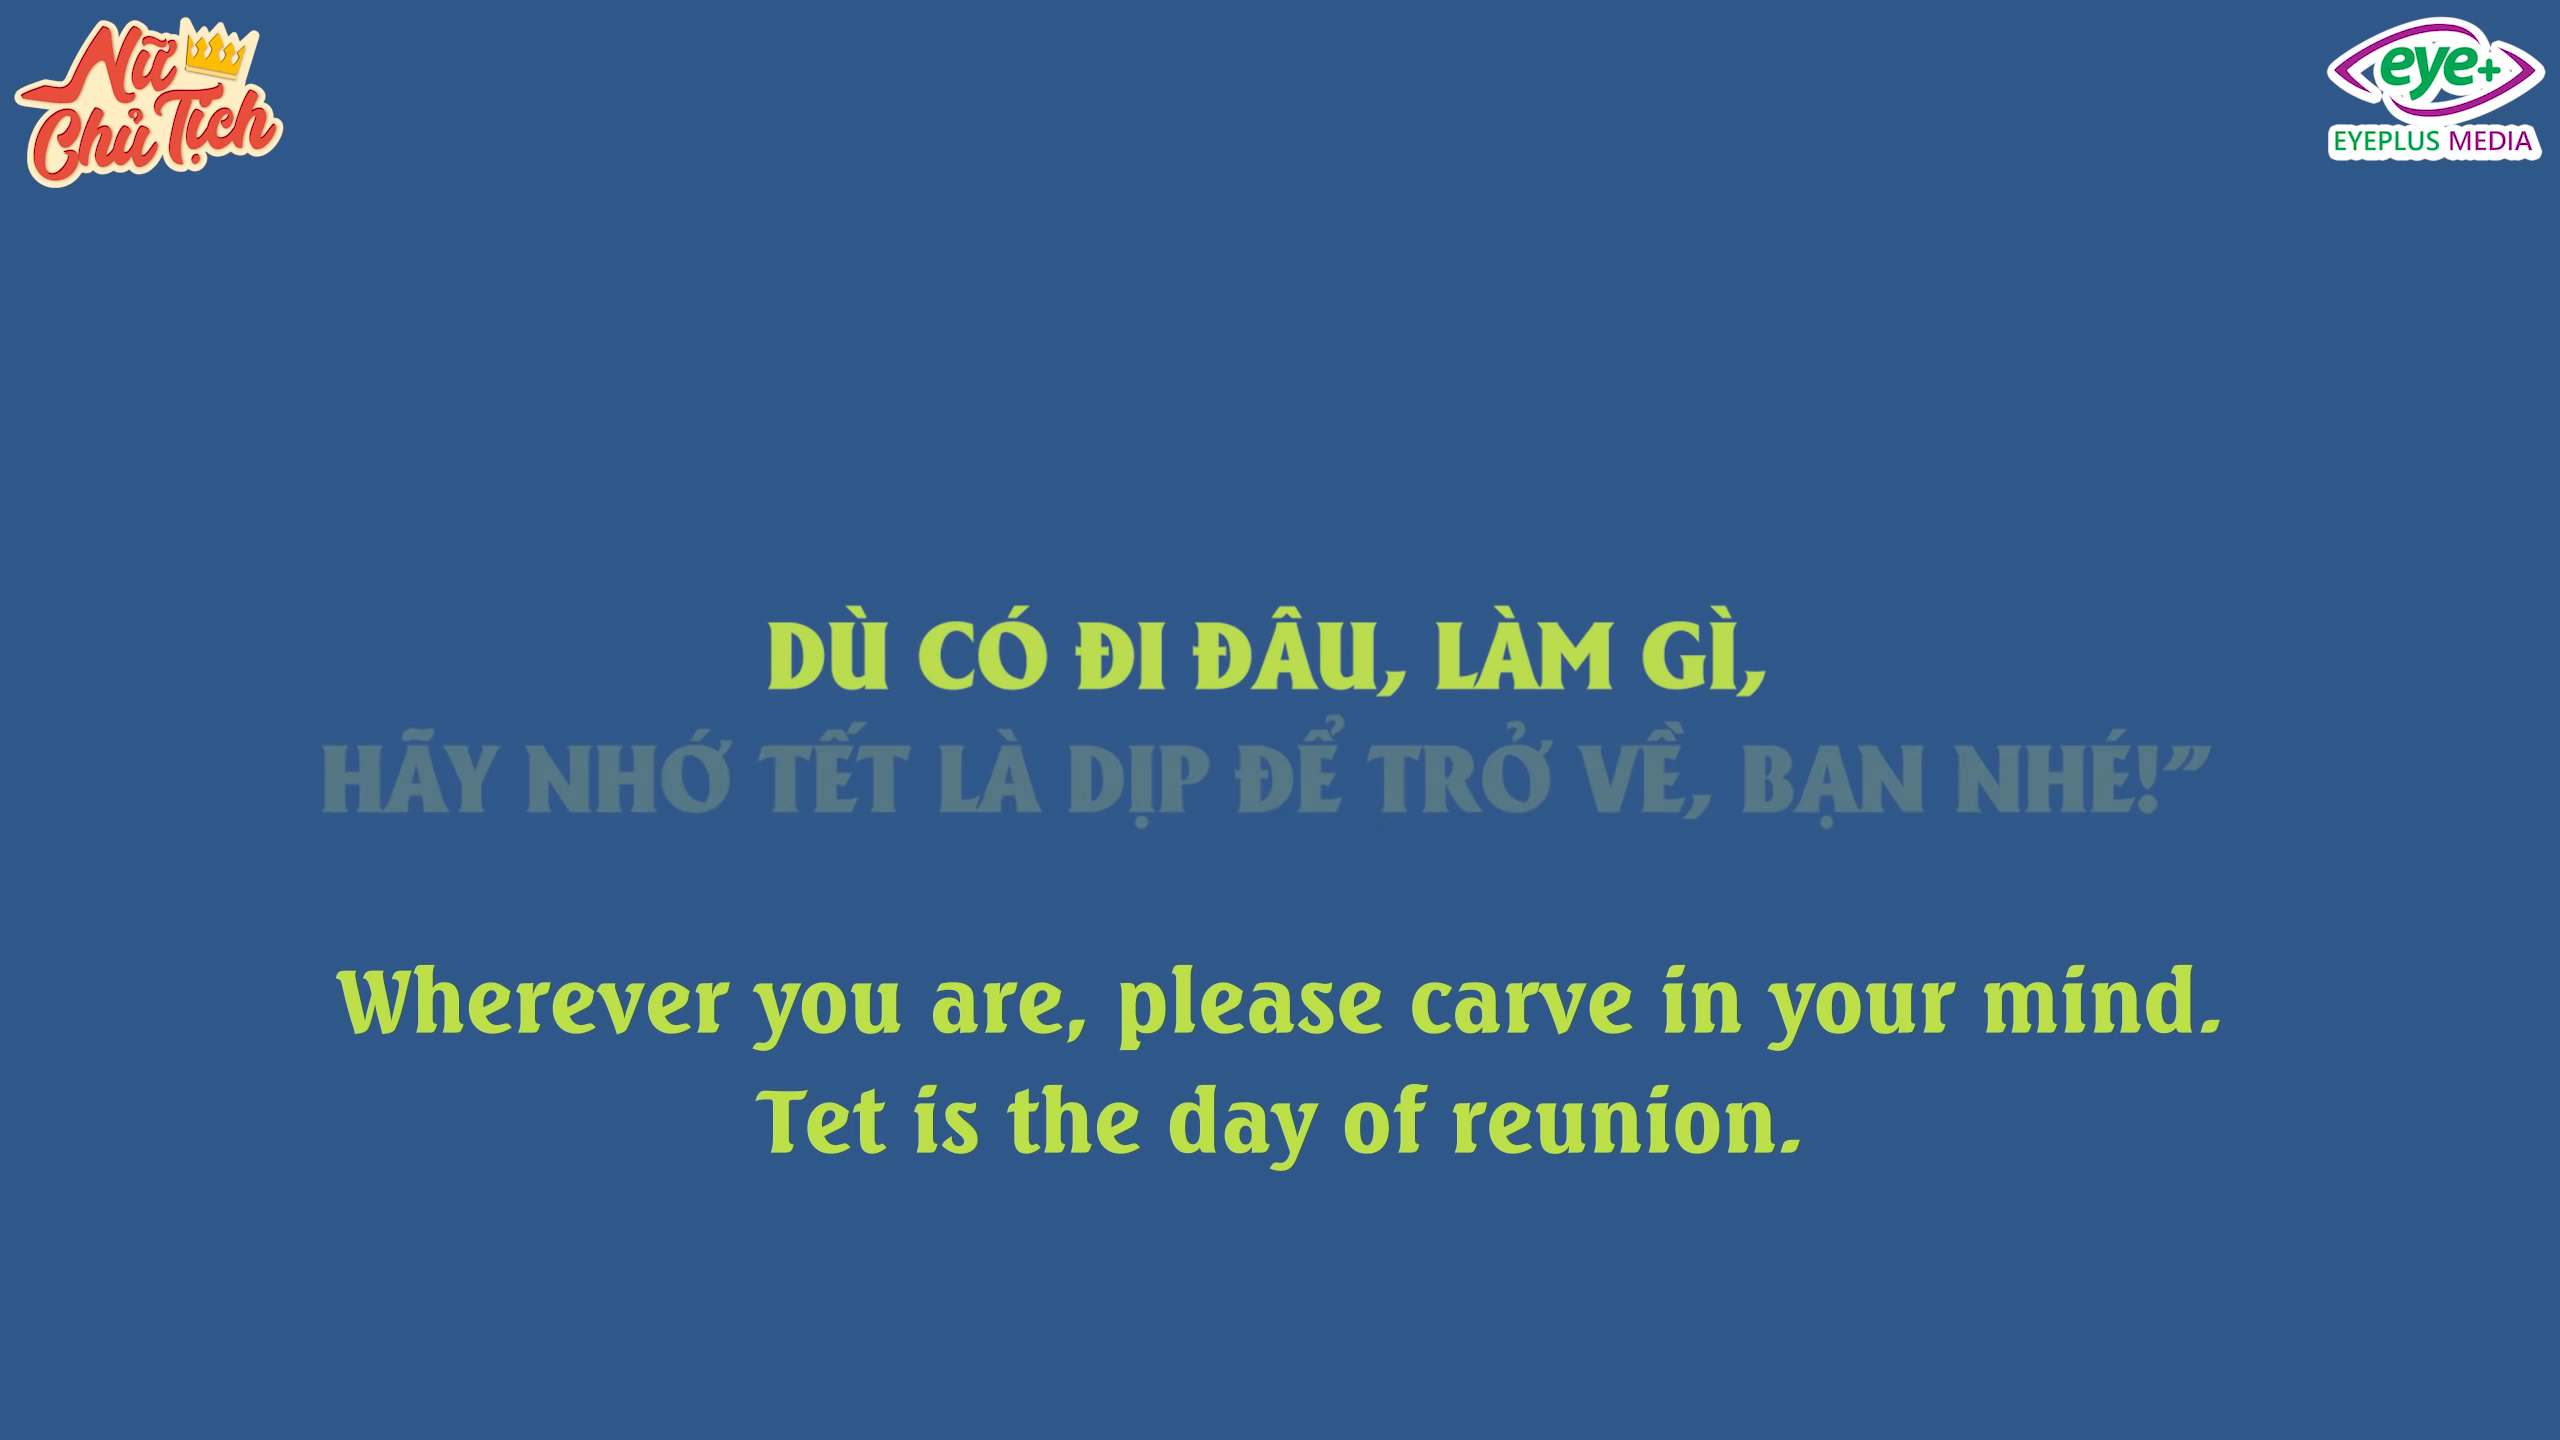 Nữ
Chủ Tịch
eye+
EYEPLUS MEDIA
DÙ CÓ ĐI ĐÂU, LÀM GÌ,
HÃY NHỚ TẾT LÀ DỊP ĐỂ TRỞ VỀ, BẠN NHÉ!”
Wherever you are, please carve in your mind.
Tet is the day of reunion.